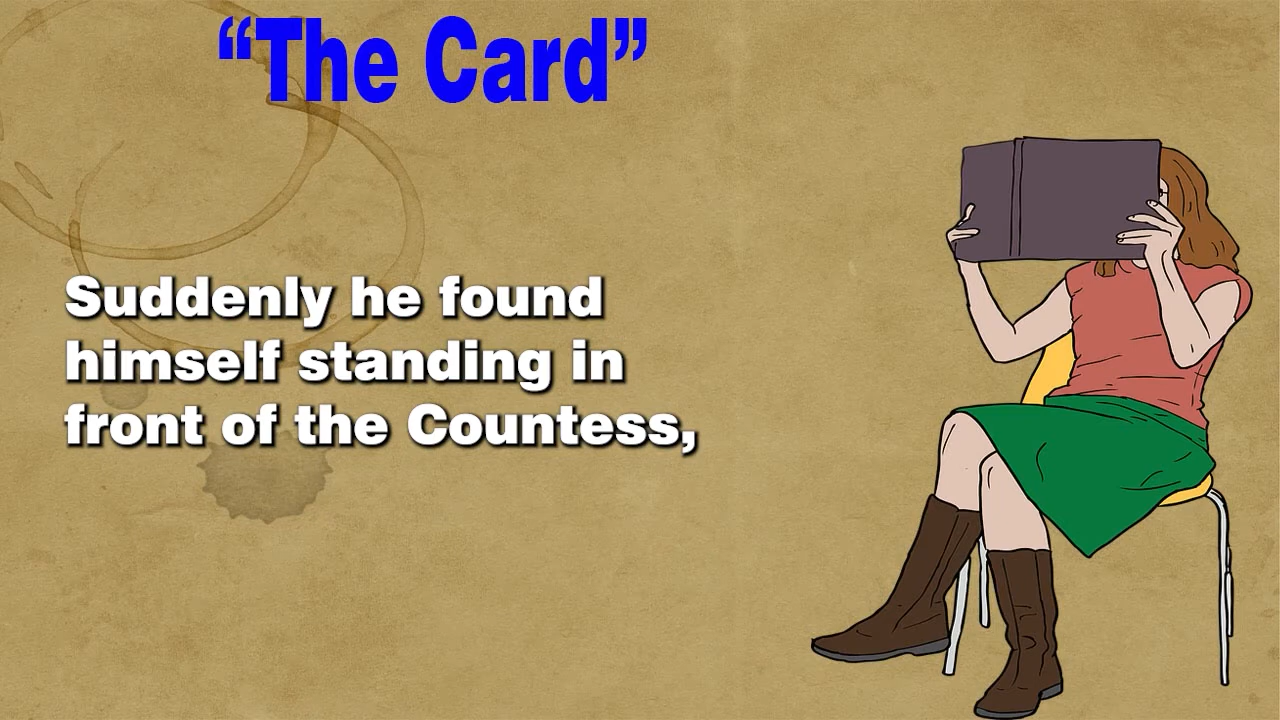 “The Card”
Suddenly he found
himself standing in
front of the Countess,